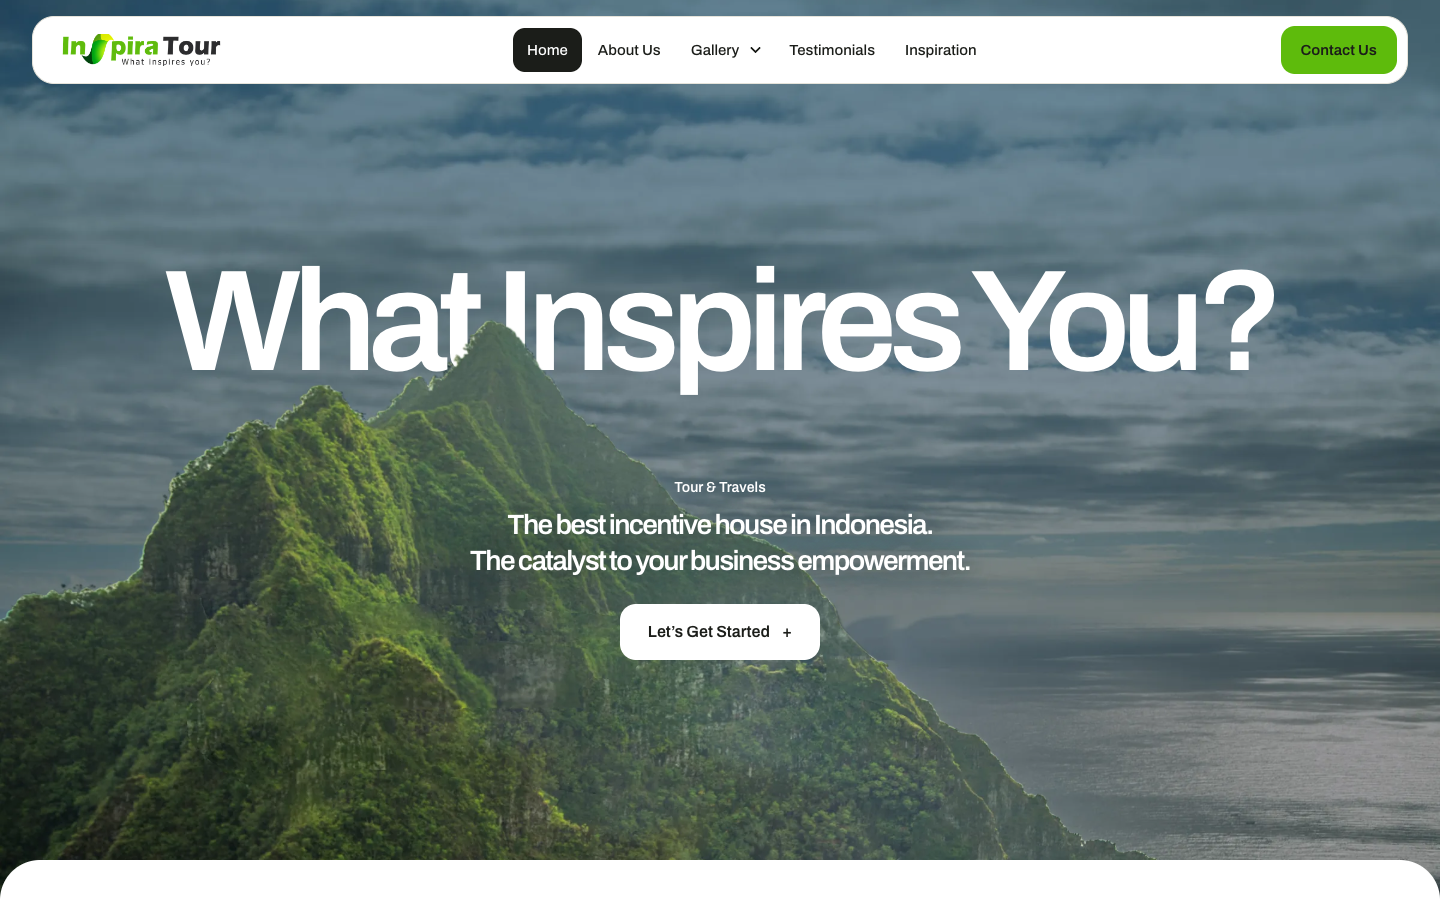 Inspira Tour
What inspires you?
Home
About Us
Gallery
Testimonials
Inspiration
Contact Us
What Inspires You?
Tour & Travels
The best incentive house in Indonesia.
The catalyst to your business empowerment.
Let’s Get Started +